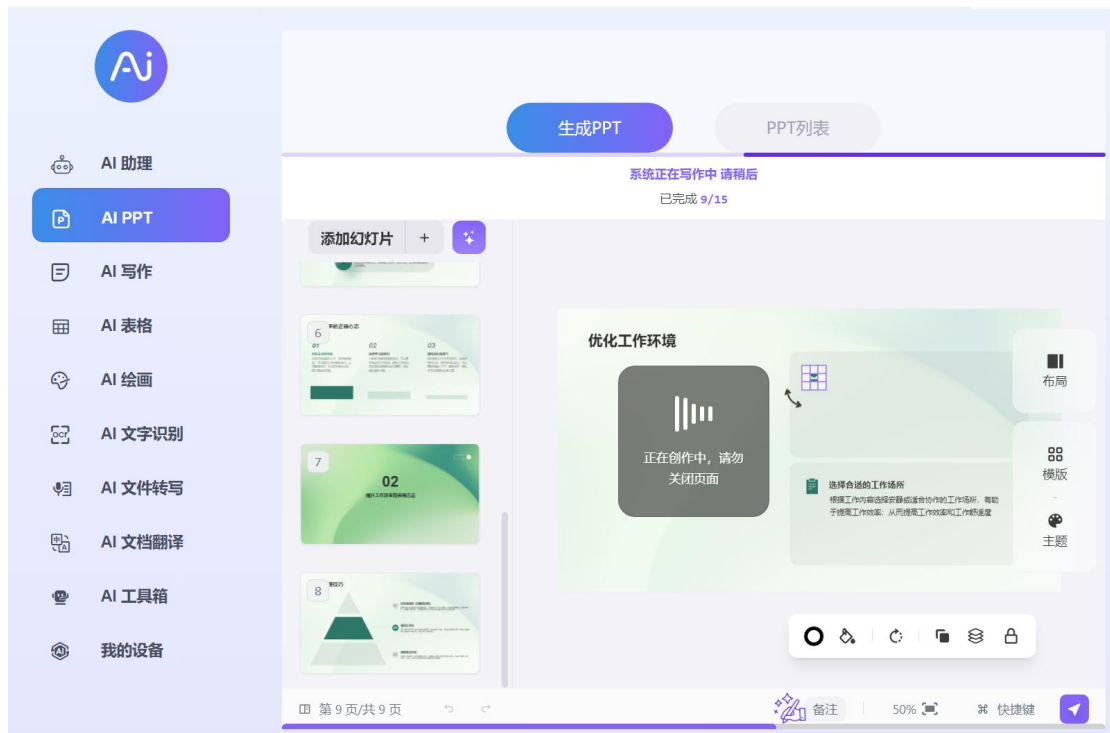 Ai
AI 助理
AI PPT
AI 写作
AI 表格
AI 绘画
AI 文字识别
AI 文件转写
AI 文档翻译
AI 工具箱
我的设备
生成PPT
PPT列表
系统正在写作中 请稍后
已完成 9/15
添加幻灯片 +
6
01
02
03
7
02
8
优化工作环境
正在创作中，请勿
关闭页面
选择合适的工作场所
根据工作内容选择安静或适合协作的工作场所，有助
于提高工作效率；从而提高工作效率和工作舒适度
布局
模版
主题
第 9 页/共 9 页
备注
50%
⌘ 快捷键